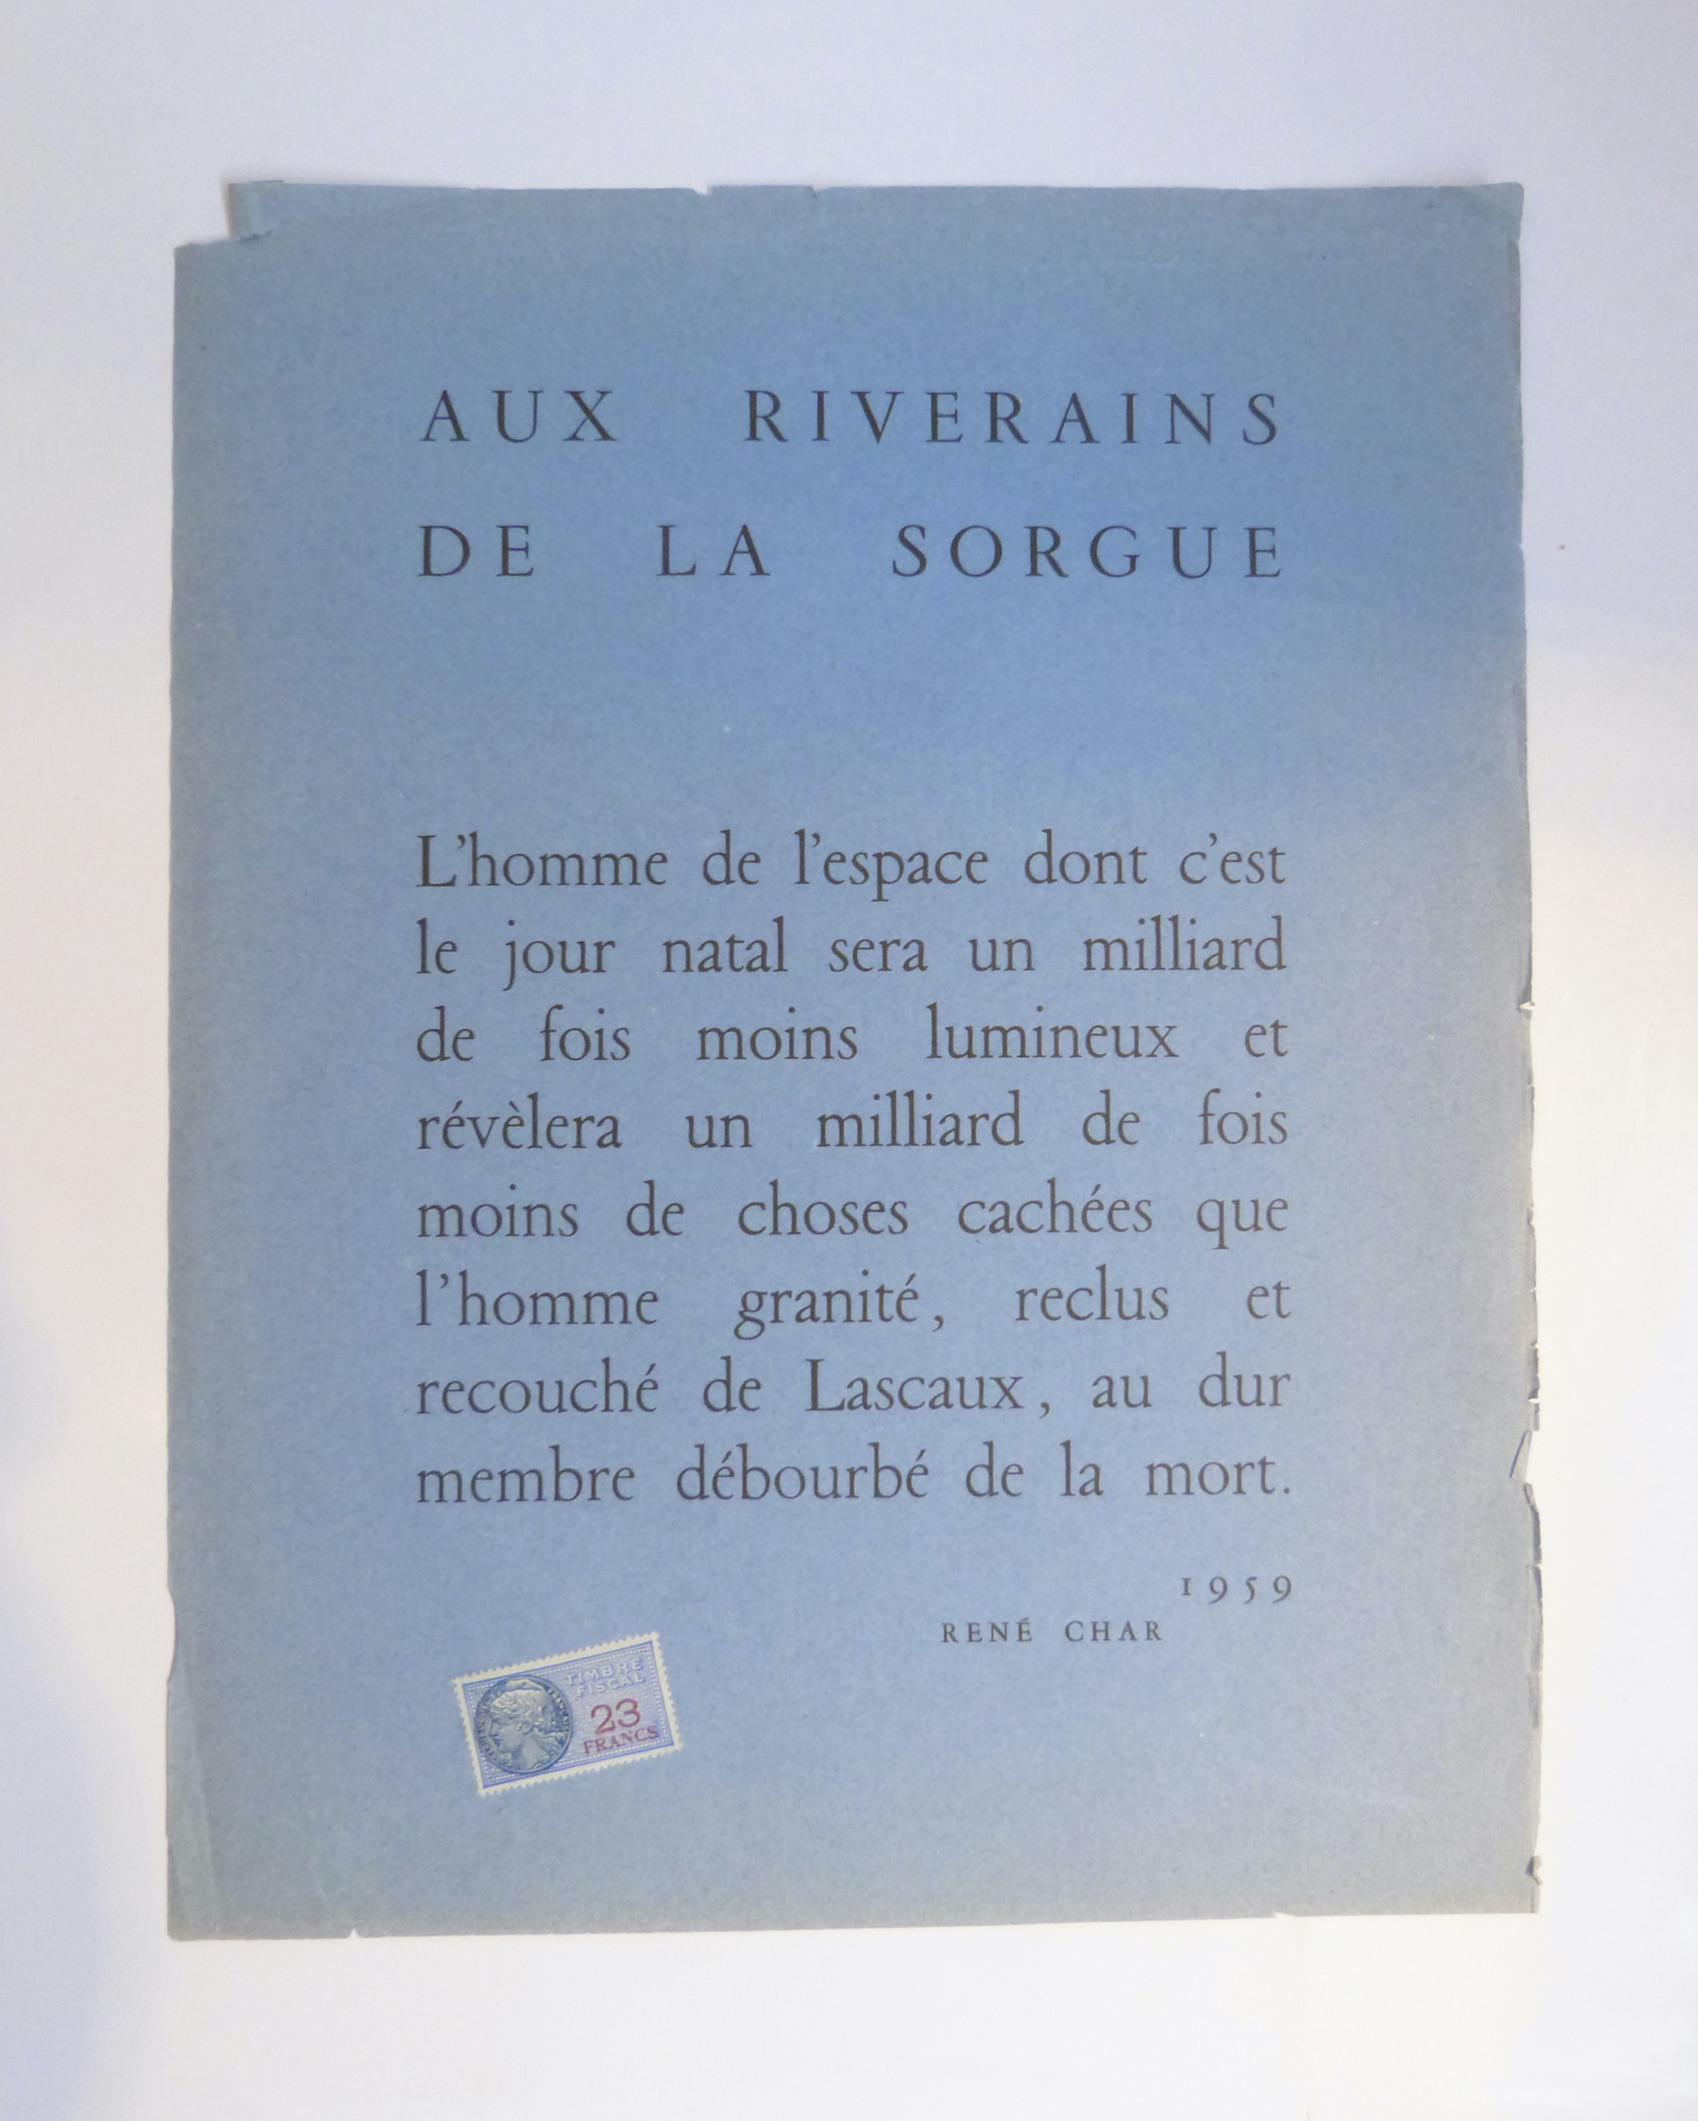 AUX RIVERAINS
DE LA SORGUE
L'homme de l'espace dont c'est
le jour natal sera un milliard
de fois moins lumineux et
révèlera un milliard de fois
moins de choses cachées que
l'homme granité, reclus et
recouché de Lascaux, au dur
membre débourbé de la mort.
1959
RENÉ CHAR
TIMBRE
FISCAL
23
FRANCS